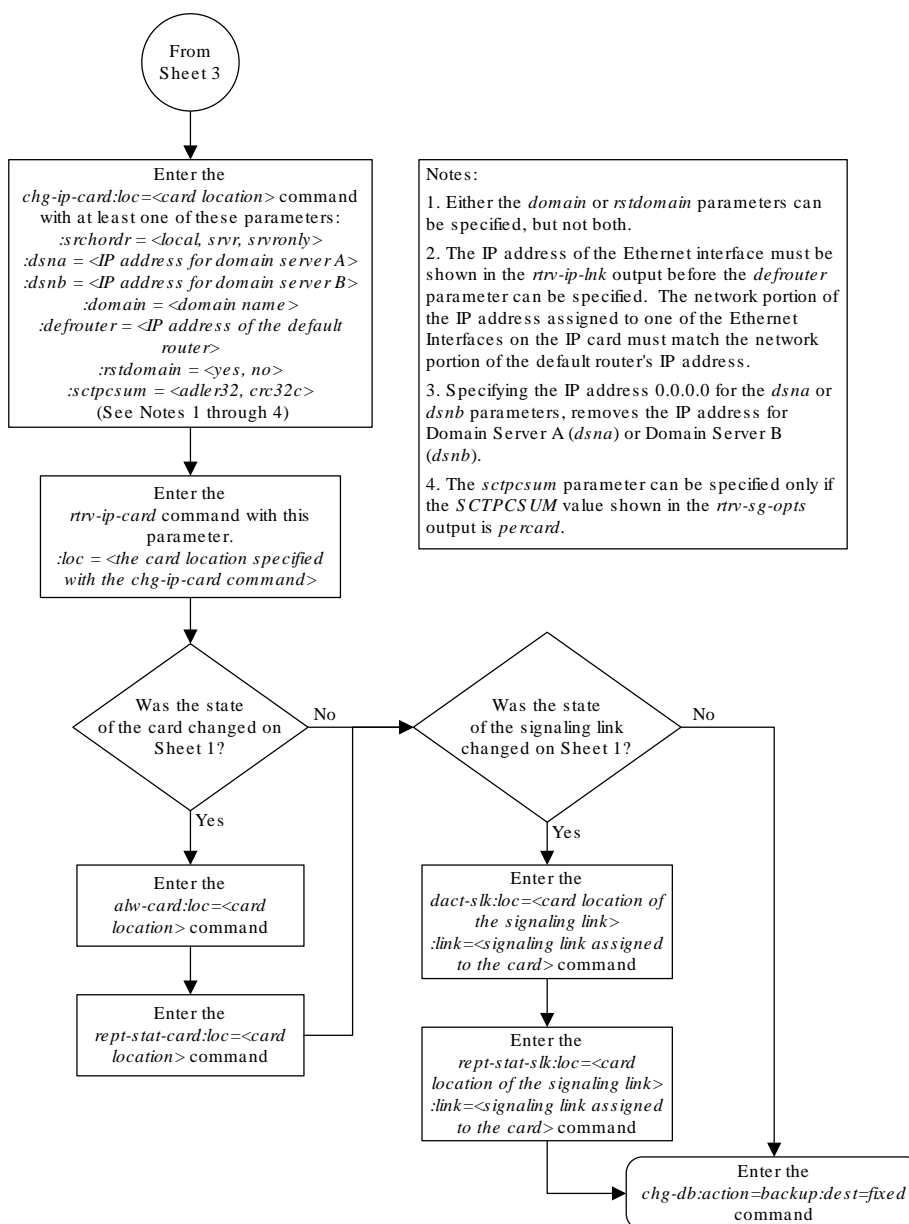 From
Sheet 3
Enter the
chg-ip-card:loc=<card location> command
with at least one of these parameters:
:srchordr = <local, srvr, srvronly>
:dsna = <IP address for domain server A>
:dsnb = <IP address for domain server B>
:domain = <domain name>
:defrouter = <IP address of the default
router>
:rstdomain = <yes, no>
:sctpcsum = <adler32, crc32c>
(See Notes 1 through 4)
Notes:
1. Either the domain or rstdomain parameters can
be specified, but not both.
2. The IP address of the Ethernet interface must be
shown in the rtrv-ip-lnk output before the defrouter
parameter can be specified. The network portion of
the IP address assigned to one of the Ethernet
Interfaces on the IP card must match the network
portion of the default router's IP address.
3. Specifying the IP address 0.0.0.0 for the dsna or
dsnb parameters, removes the IP address for
Domain Server A (dsna) or Domain Server B
(dsnb).
4. The sctpcsum parameter can be specified only if
the SCTPCSUM value shown in the rtrv-sg-opts
output is percard.
Enter the
rtrv-ip-card command with this
parameter.
:loc = <the card location specified
with the chg-ip-card command>
Was the state
of the card changed on
Sheet 1?
No
Yes
Enter the
alw-card:loc=<card
location> command
Enter the
rept-stat-card:loc=<card
location> command
Was the state
of the signaling link
changed on Sheet 1?
No
Yes
Enter the
dact-slk:loc=<card location of
the signaling link>
:link=<signaling link assigned
to the card> command
Enter the
rept-stat-slk:loc=<card
location of the signaling link>
:link=<signaling link assigned
to the card> command
Enter the
chg-db:action=backup:dest=fixed
command